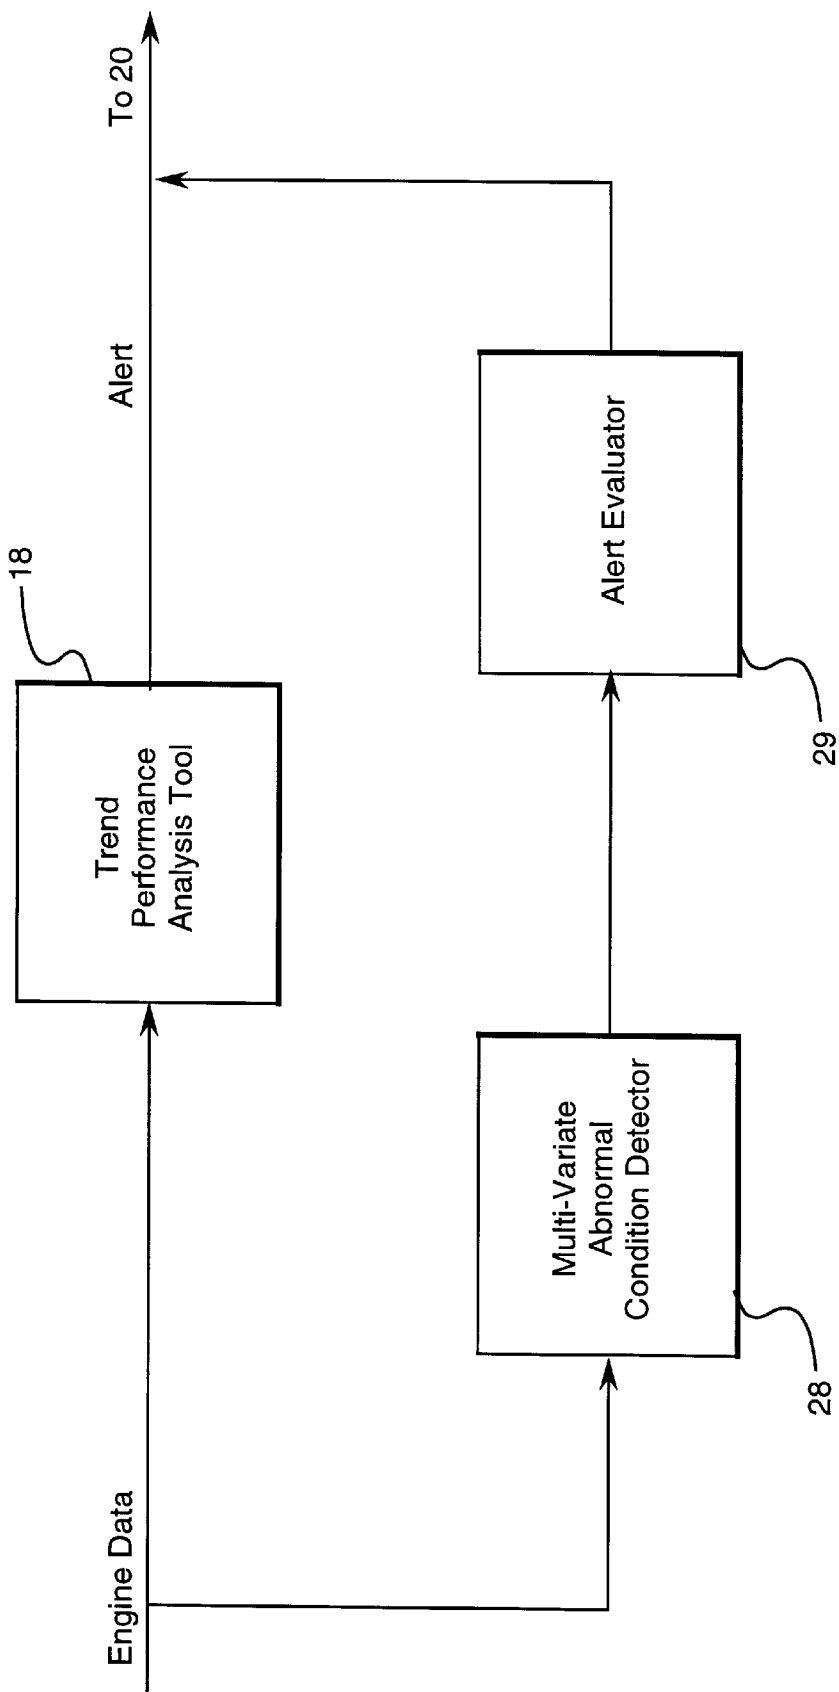 Engine Data
Trend
Performance
Analysis Tool
18
Alert
To 20
Multi-Variate
Abnormal
Condition Detector
28
Alert Evaluator
29